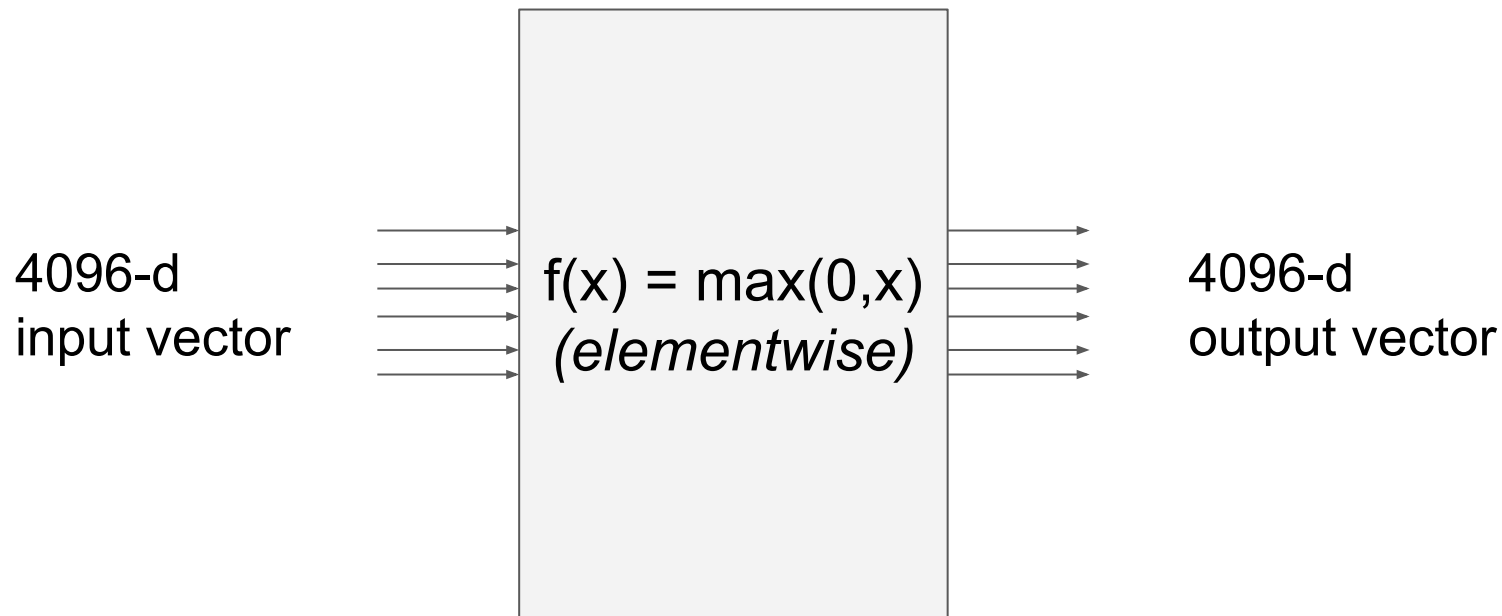 4096-d
input vector
f(x) = max(0,x)
(elementwise)
4096-d
output vector